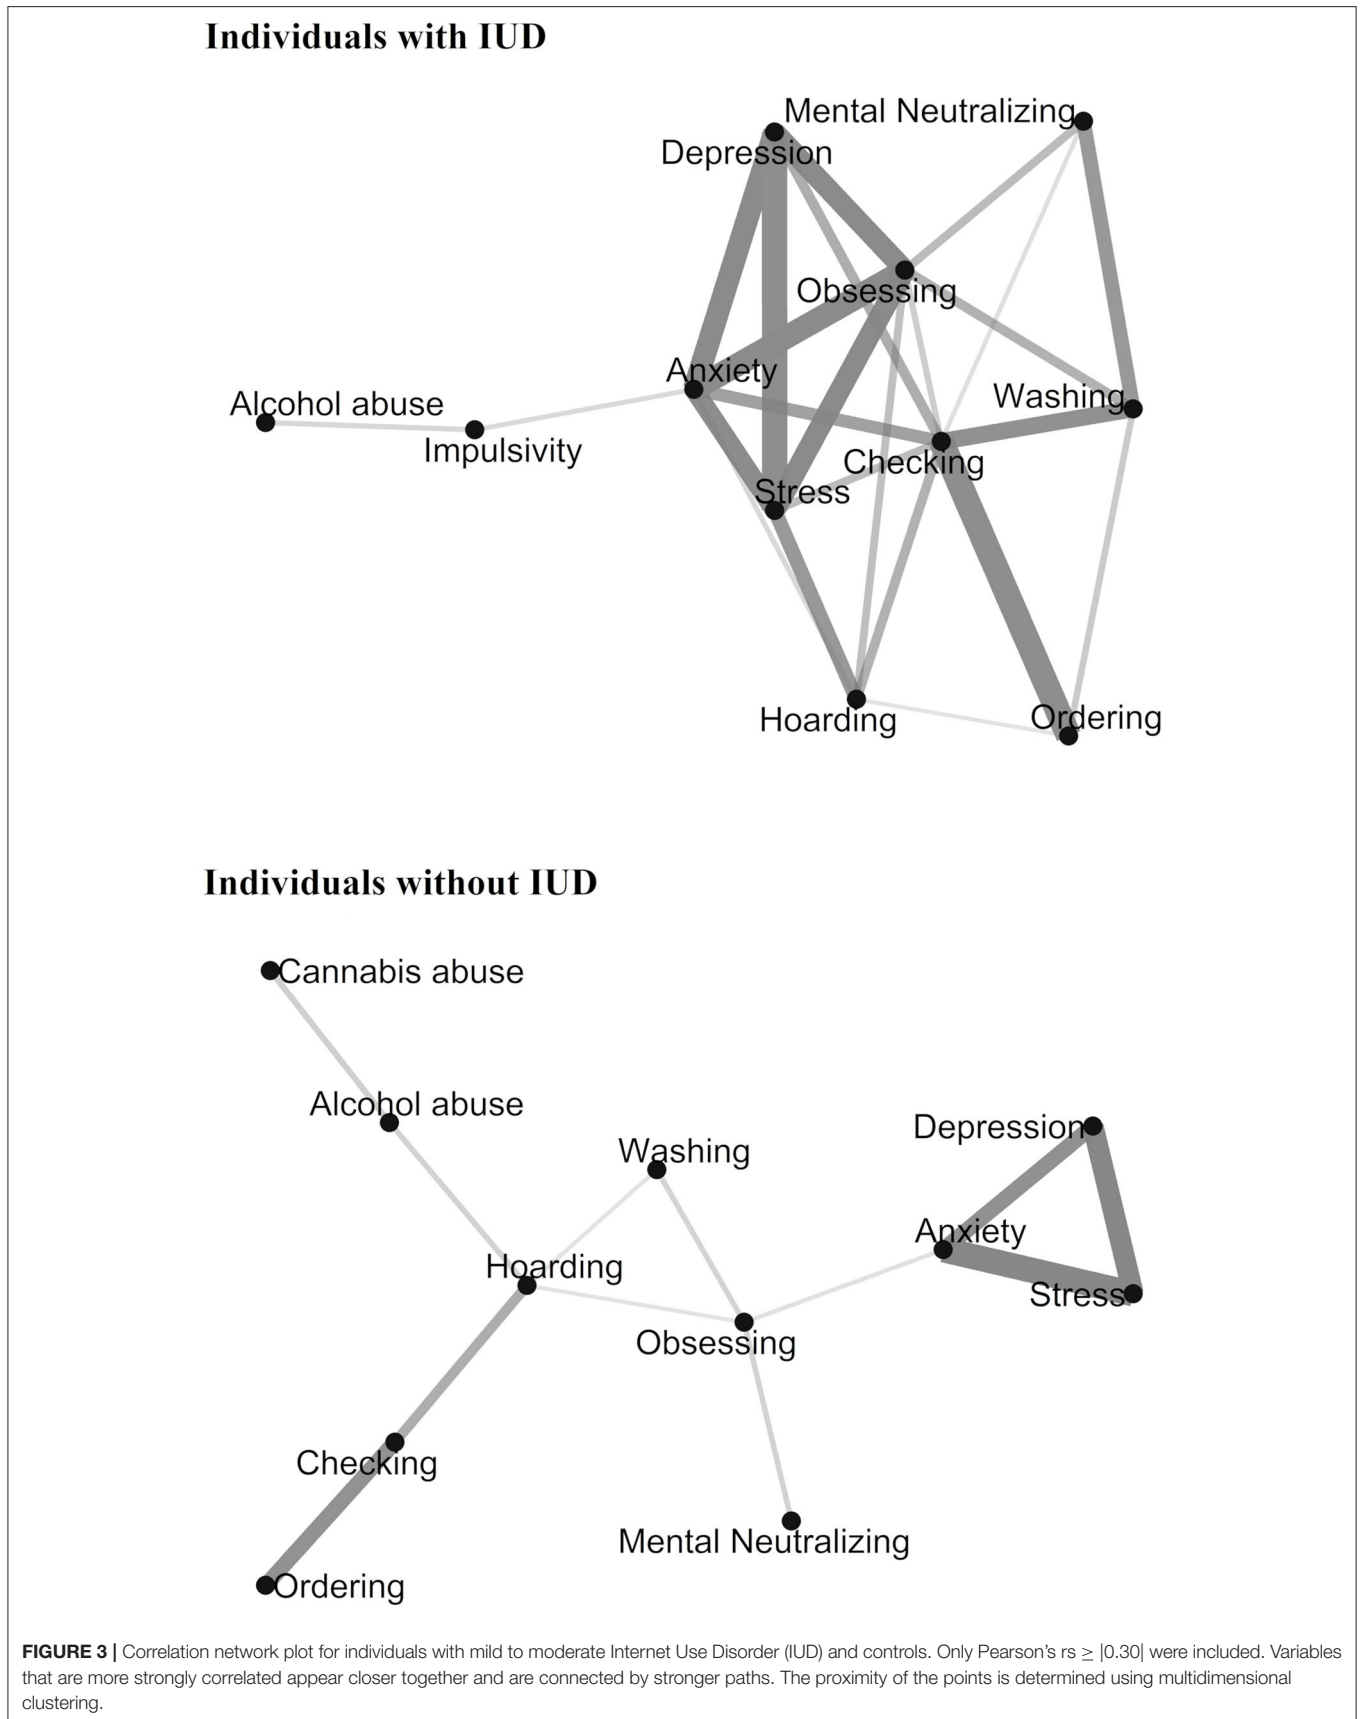 Individuals with IUD
Mental Neutralizing
Depression
Obsessing
Anxiety
Washing
Alcohol abuse
Impulsivity
Checking
Stress
Hoarding
Ordering
Individuals without IUD
Cannabis abuse
Alcohol abuse
Depression
Washing
Anxiety
Hoarding
Stress
Obsessing
Checking
Mental Neutralizing
Ordering
FIGURE 3 | Correlation network plot for individuals with mild to moderate Internet Use Disorder (IUD) and controls. Only Pearson's rs ≥ |0.30| were included. Variables
that are more strongly correlated appear closer together and are connected by stronger paths. The proximity of the points is determined using multidimensional
clustering.